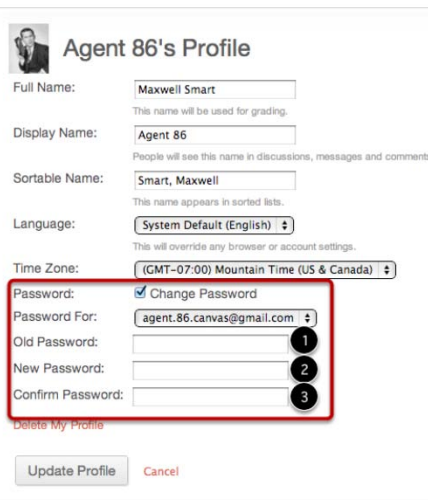 Agent 86's Profile
Full Name: Maxwell Smart
This name will be used for grading.
Display Name: Agent 86
People will see this name in discussions, messages and comments
Sortable Name: Smart, Maxwell
This name appears in sorted lists.
Language: System Default (English)
This will override any browser or account settings.
Time Zone: (GMT-07:00) Mountain Time (US & Canada)
Password: Change Password
Password For: agent.86.canvas@gmail.com
Old Password: 1
New Password: 2
Confirm Password: 3
Delete My Profile
Update Profile Cancel